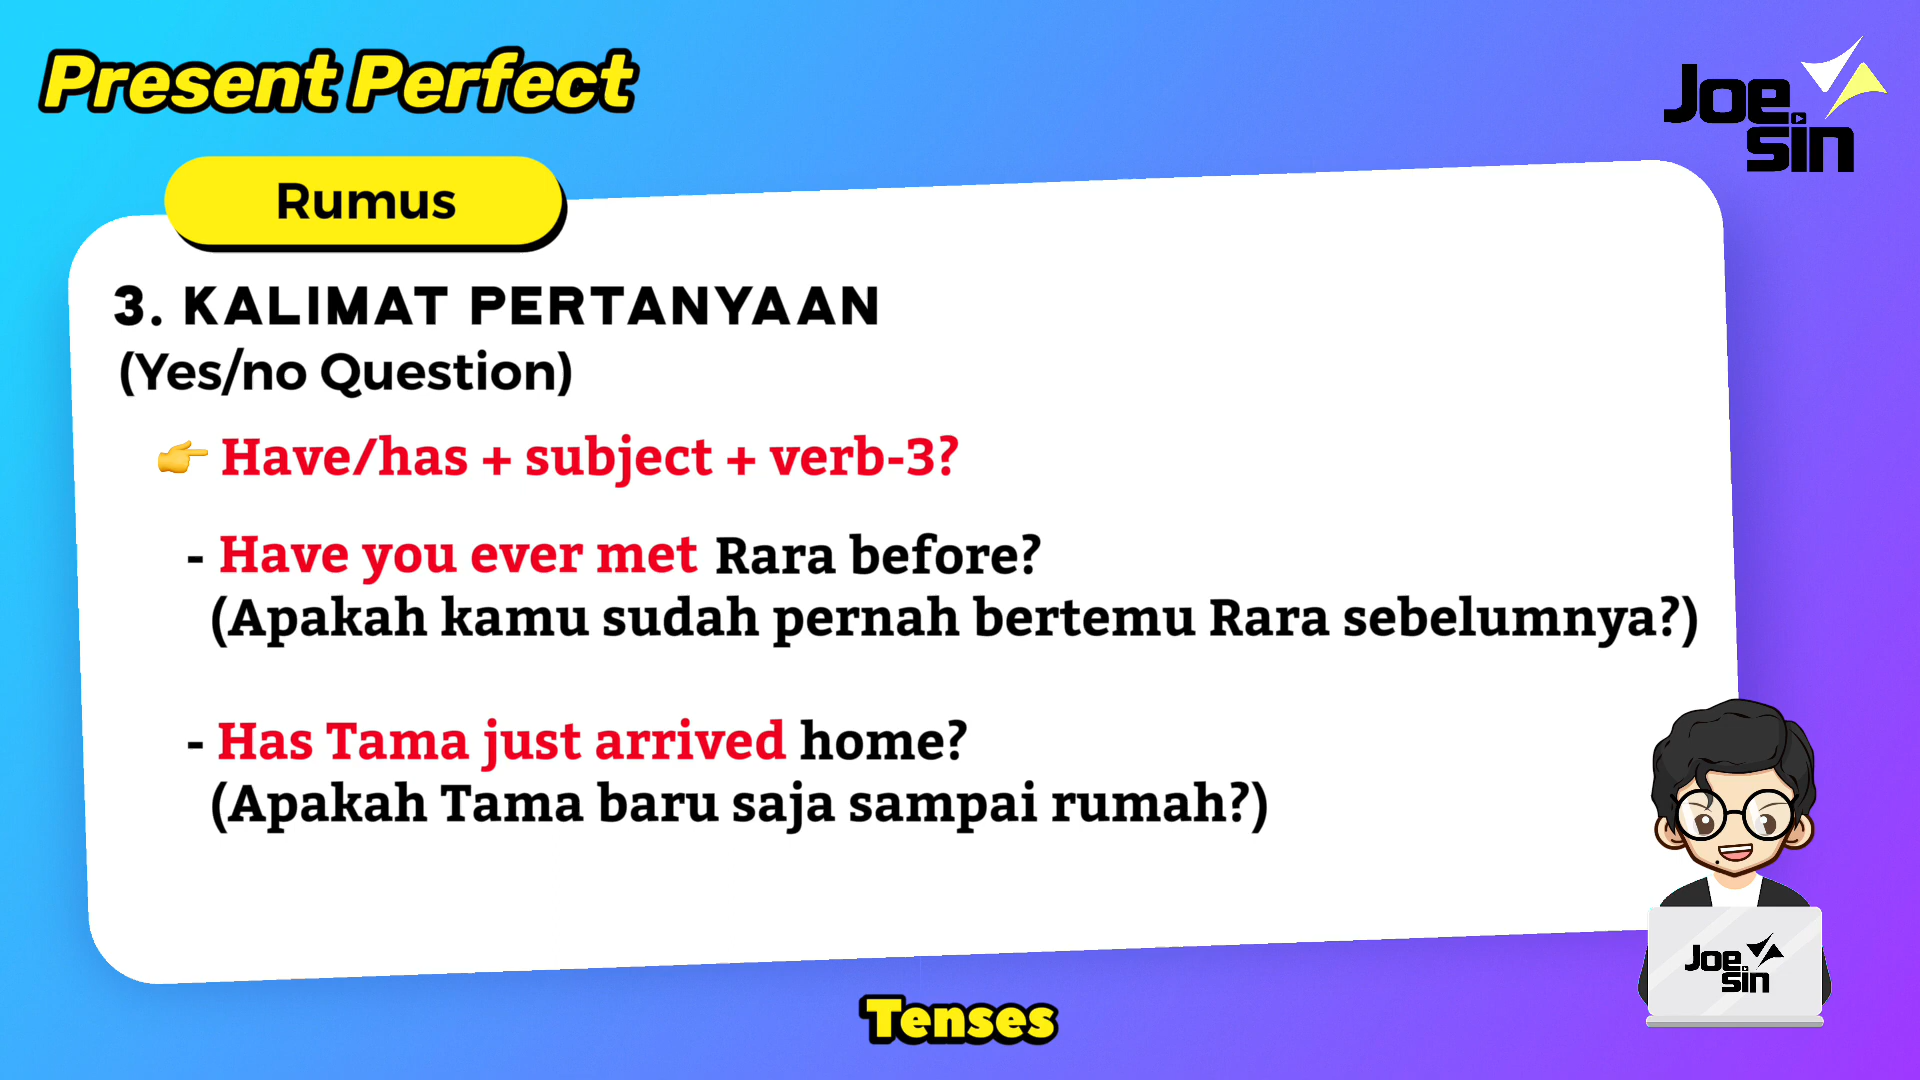 Present Perfect
Joe
sin
Rumus
3. KALIMAT PERTANYAAN
(Yes/no Question)
👉 Have/has + subject + verb-3?
- Have you ever met Rara before?
(Apakah kamu sudah pernah bertemu Rara sebelumnya?)
- Has Tama just arrived home?
(Apakah Tama baru saja sampai rumah?)
Joe
sin
Tenses